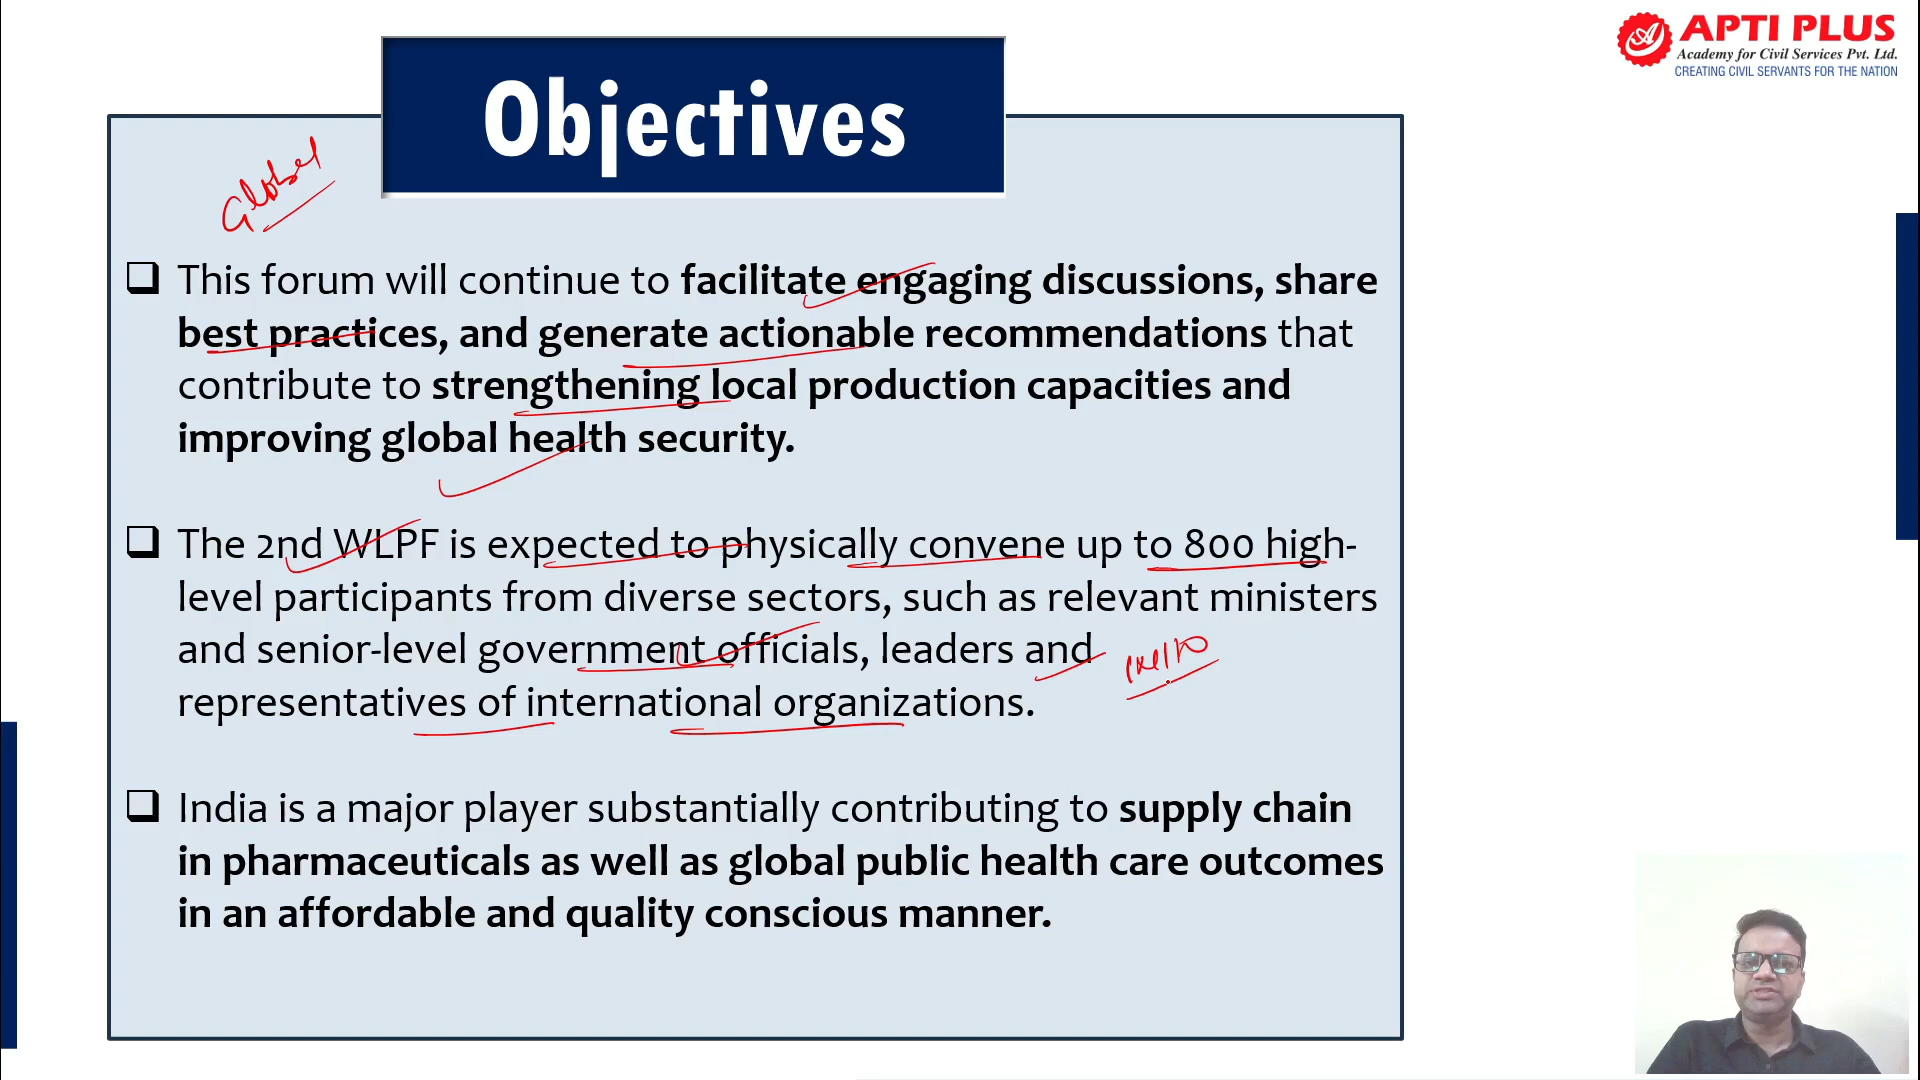 APTI PLUS
Academy for Civil Services Pvt. Ltd.
CREATING CIVIL SERVANTS FOR THE NATION
Objectives
Global
This forum will continue to facilitate engaging discussions, share
best practices, and generate actionable recommendations that
contribute to strengthening local production capacities and
improving global health security.
The 2nd WLPF is expected to physically convene up to 800 high-
level participants from diverse sectors, such as relevant ministers
and senior-level government officials, leaders and
representatives of international organizations.
India is a major player substantially contributing to supply chain
in pharmaceuticals as well as global public health care outcomes
in an affordable and quality conscious manner.